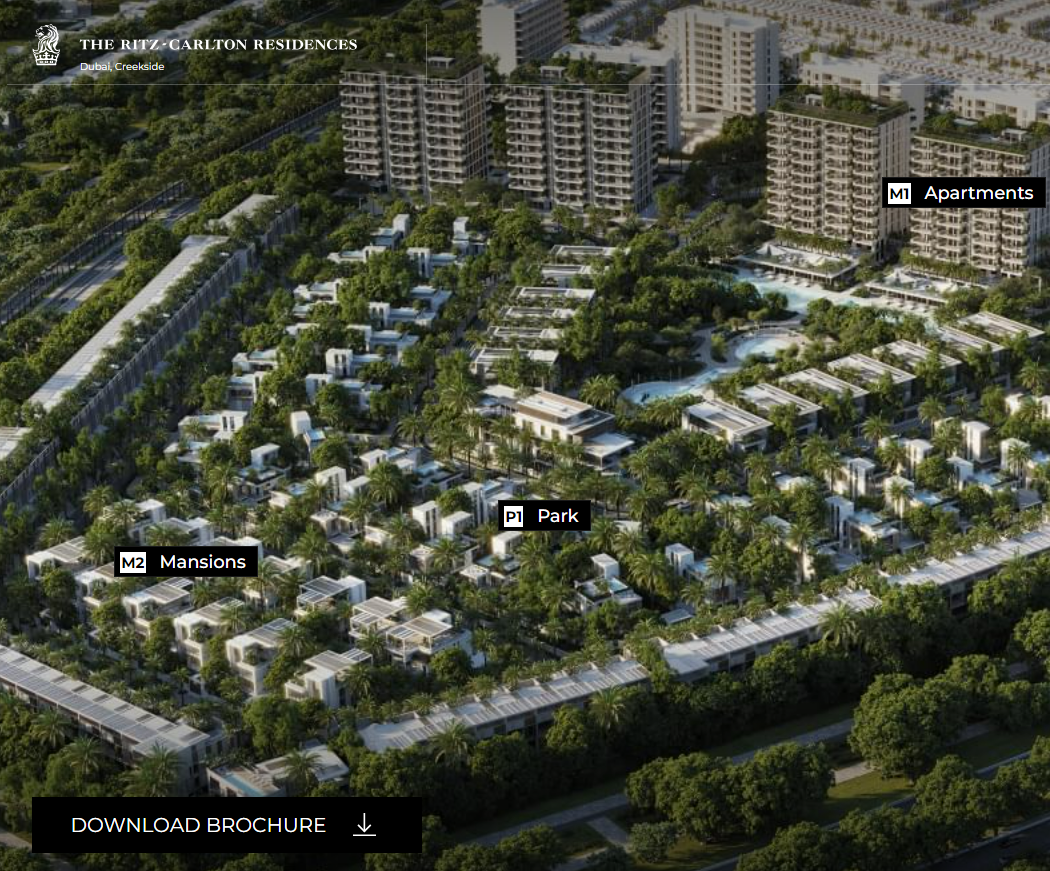 THE RITZ-CARLTON RESIDENCES
Dubai, Creekside
M1 Apartments
P1 Park
M2 Mansions
DOWNLOAD BROCHURE